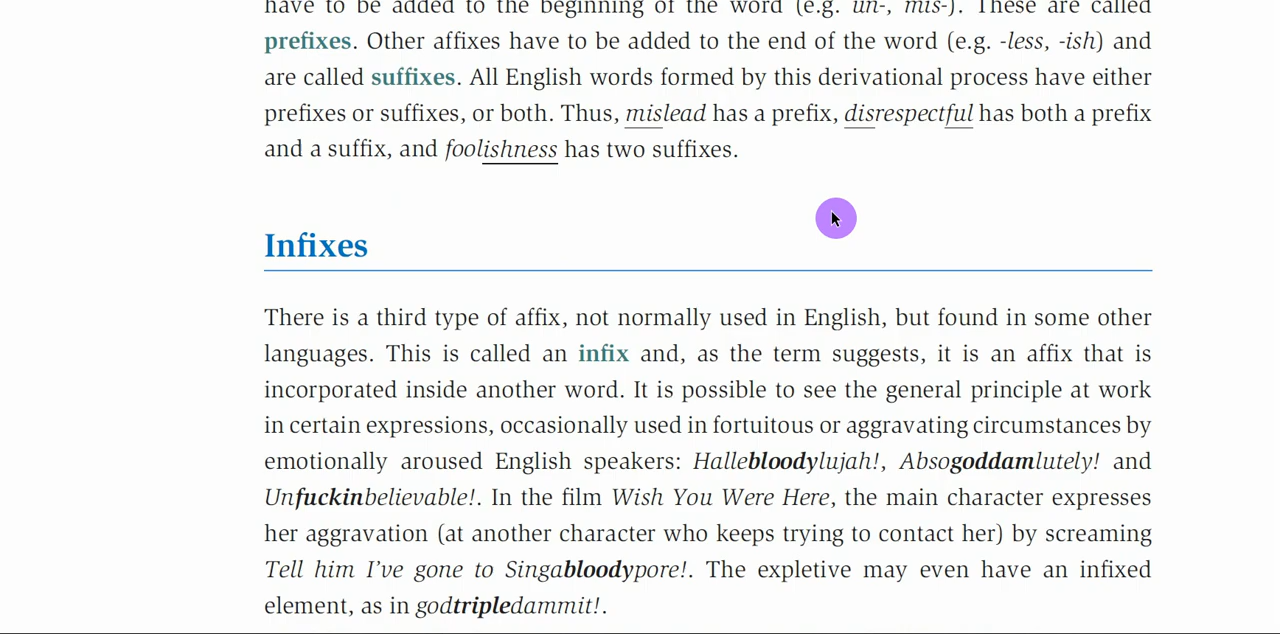 have to be added to the beginning of the word (e.g. un-, mis-). These are called
prefixes. Other affixes have to be added to the end of the word (e.g. -less, -ish) and
are called suffixes. All English words formed by this derivational process have either
prefixes or suffixes, or both. Thus, mislead has a prefix, disrespectful has both a prefix
and a suffix, and foolishness has two suffixes.
Infixes
There is a third type of affix, not normally used in English, but found in some other
languages. This is called an infix and, as the term suggests, it is an affix that is
incorporated inside another word. It is possible to see the general principle at work
in certain expressions, occasionally used in fortuitous or aggravating circumstances by
emotionally aroused English speakers: Hallebloodylujah!, Absogoddamlutely! and
Unfuckinbelievable!. In the film Wish You Were Here, the main character expresses
her aggravation (at another character who keeps trying to contact her) by screaming
Tell him I've gone to Singabloodypore!. The expletive may even have an infixed
element, as in godtripledammit!.